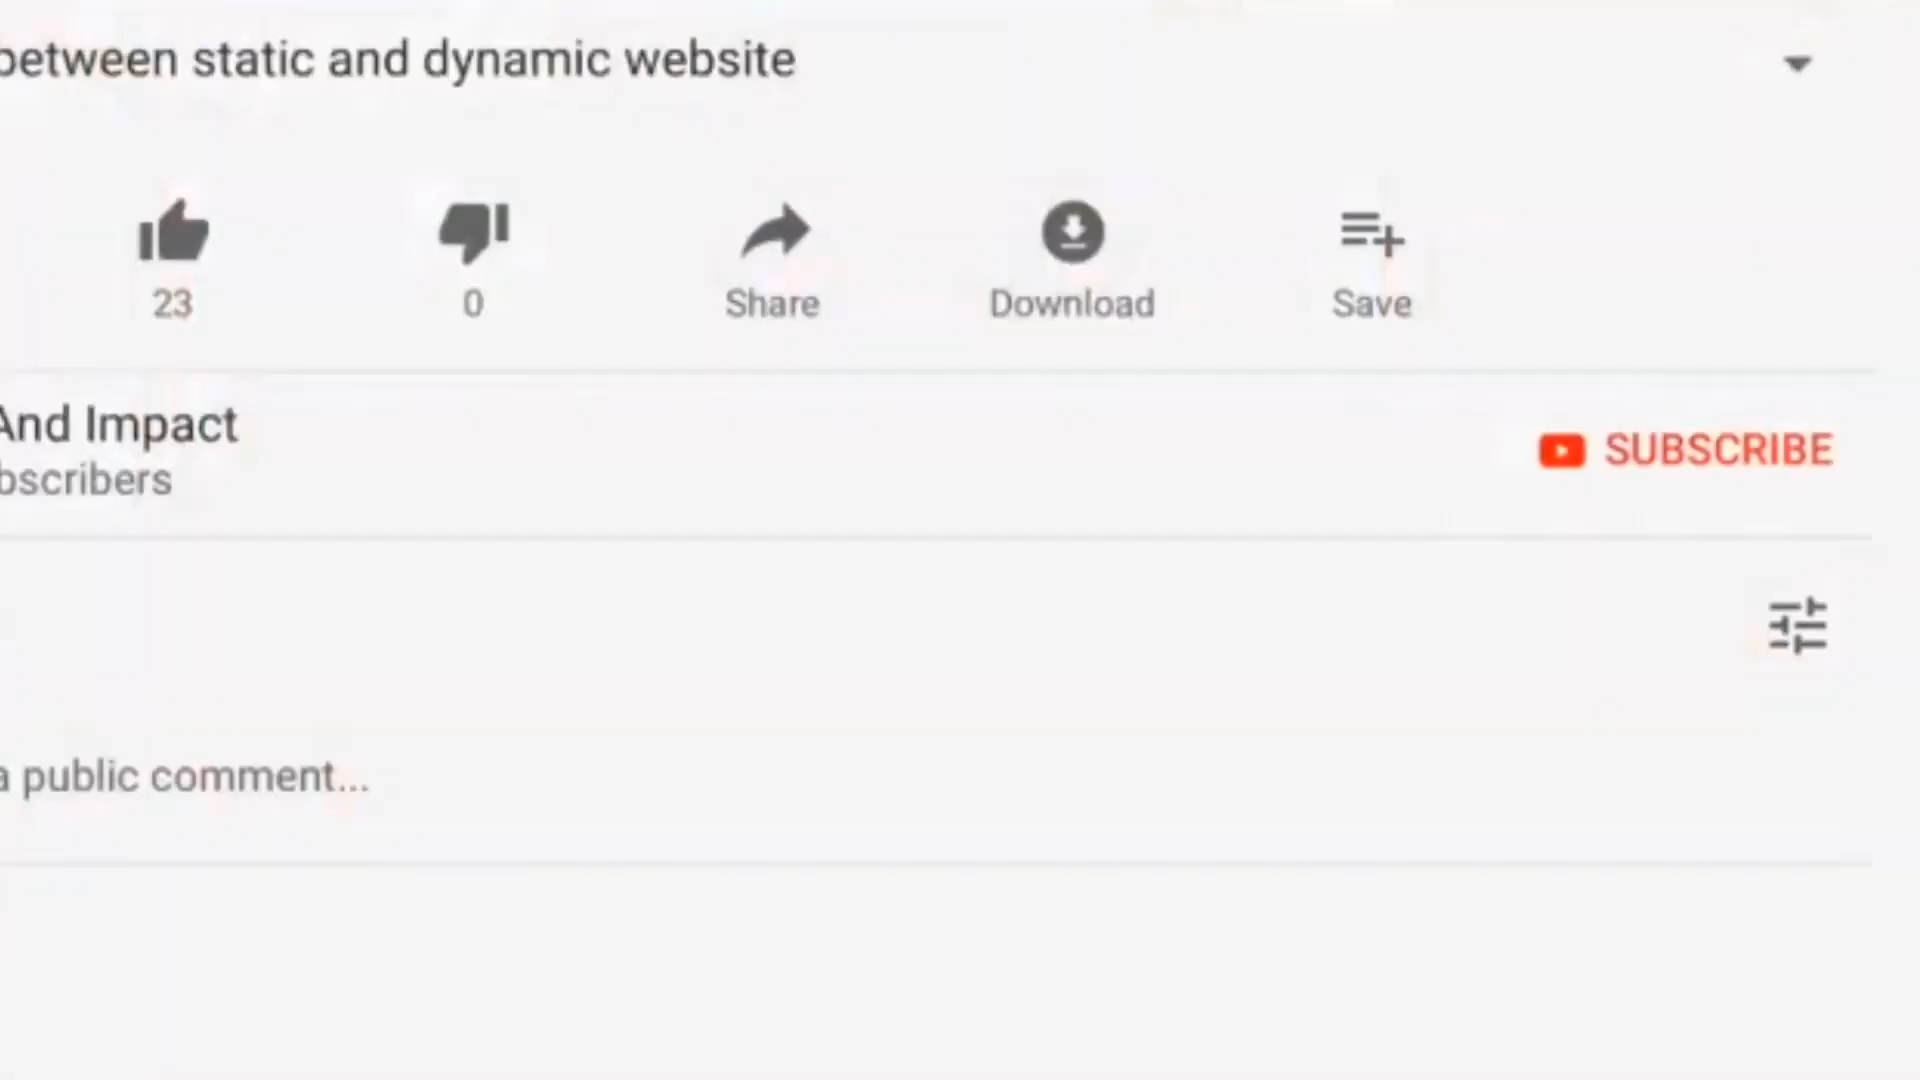 between static and dynamic website
23
0
Share
Download
Save
And Impact
SUBSCRIBE
bscribers
a public comment...